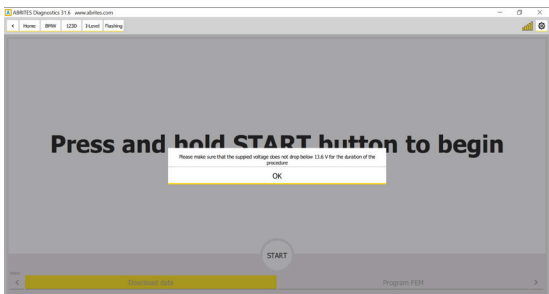 ABRITES Diagnostics 31.6 www.abrites.com
Home BMW 123D I-Level Flashing
Press and hold START button to begin
Please make sure that the suppied voltage does not drop below 13.6 V for the duration of the
procedure
OK
START
Download data Program FEM